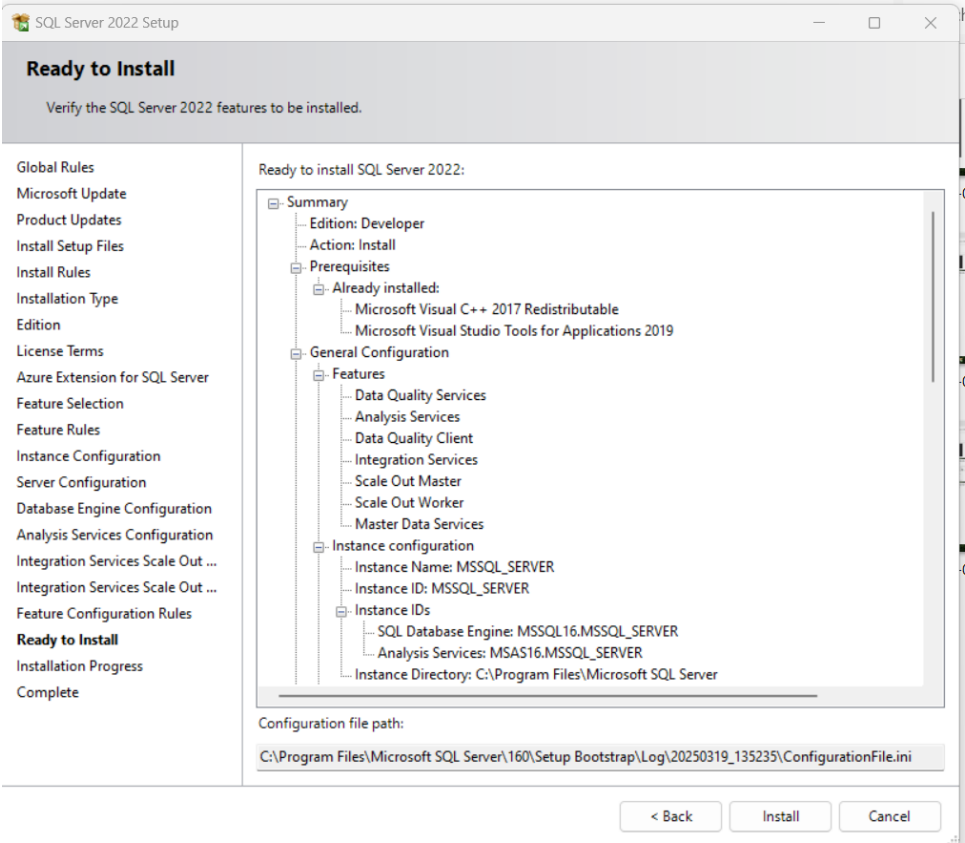 SQL Server 2022 Setup
Ready to Install
Verify the SQL Server 2022 features to be installed.
Global Rules
Microsoft Update
Product Updates
Install Setup Files
Install Rules
Installation Type
Edition
License Terms
Azure Extension for SQL Server
Feature Selection
Feature Rules
Instance Configuration
Server Configuration
Database Engine Configuration
Analysis Services Configuration
Integration Services Scale Out ...
Integration Services Scale Out ...
Feature Configuration Rules
Ready to Install
Installation Progress
Complete
Ready to install SQL Server 2022:
Summary
Edition: Developer
Action: Install
Prerequisites
Already installed:
Microsoft Visual C++ 2017 Redistributable
Microsoft Visual Studio Tools for Applications 2019
General Configuration
Features
Data Quality Services
Analysis Services
Data Quality Client
Integration Services
Scale Out Master
Scale Out Worker
Master Data Services
Instance configuration
Instance Name: MSSQL_SERVER
Instance ID: MSSQL_SERVER
Instance IDs
SQL Database Engine: MSSQL16.MSSQL_SERVER
Analysis Services: MSAS16.MSSQL_SERVER
Instance Directory: C:\Program Files\Microsoft SQL Server
Configuration file path:
C:\Program Files\Microsoft SQL Server\160\Setup Bootstrap\Log\20250319_135235\ConfigurationFile.ini
< Back
Install
Cancel